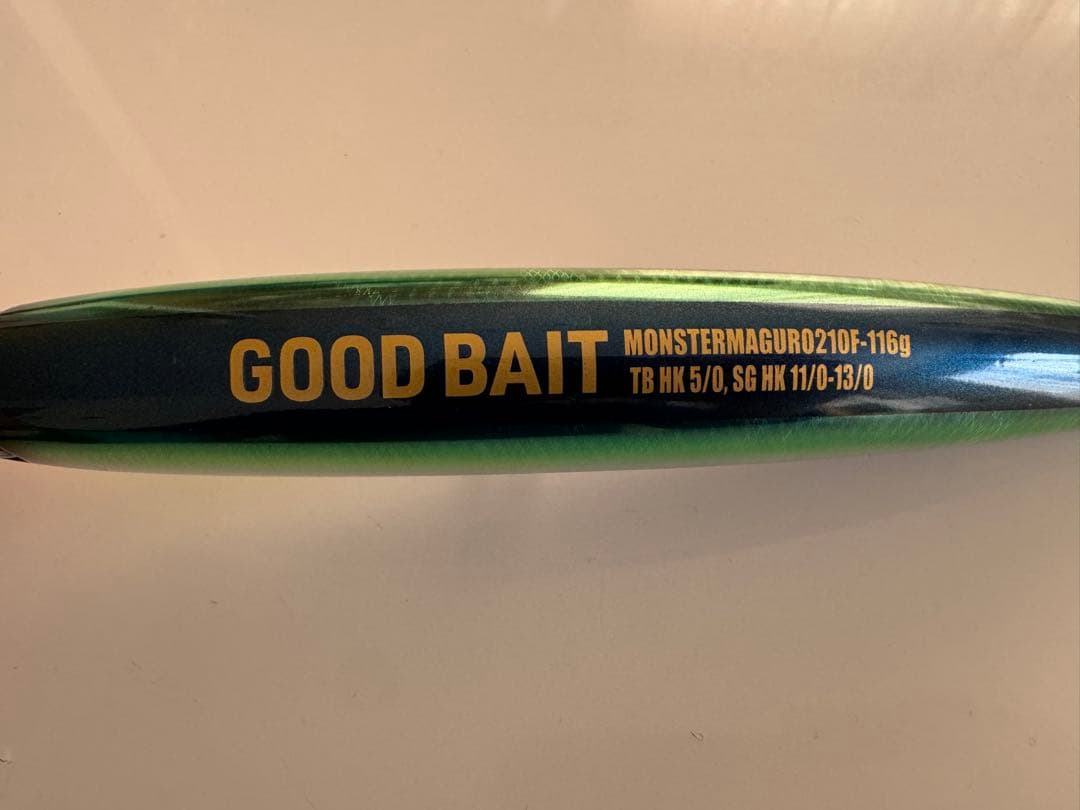 GOOD BAIT
MONSTERMAGURO210F-116g
TB HK 5/0, SG HK 11/0-13/0